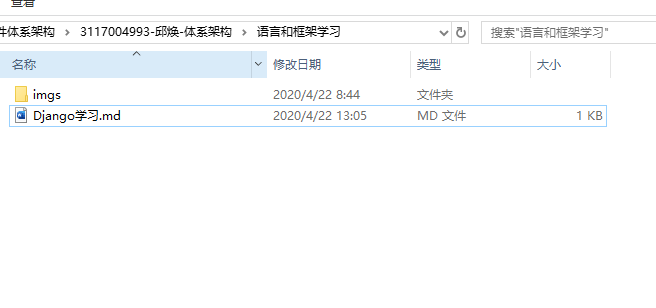 查看
件体系架构 › 3117004993-邱焕-体系架构 › 语言和框架学习
搜索"语言和框架学习"
名称 修改日期 类型 大小
imgs 2020/4/22 8:44 文件夹
Django学习.md 2020/4/22 13:05 MD 文件 1 KB